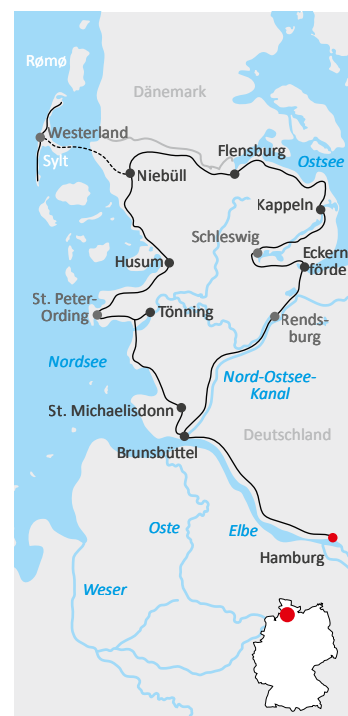 Rømø
Dänemark
Westerland
Sylt
Flensburg
Ostsee
Niebüll
Kappeln
Schleswig
Husum
Eckern
förde
St. Peter-
Ording
Tönning
Rends-
burg
Nordsee
Nord-Ostsee-
Kanal
St. Michaelisdonn
Deutschland
Brunsbüttel
Oste
Elbe
Hamburg
Weser